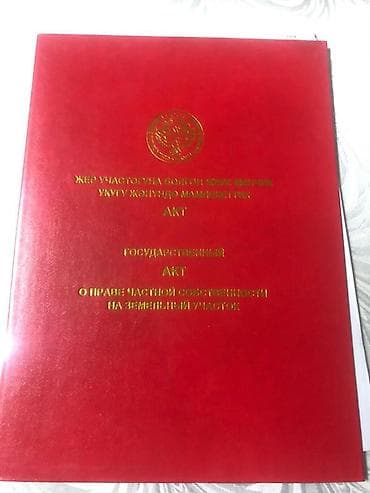 ЖЕР УЧАСТОГУНА БОЛГОН ЖЕКЕ МЕНЧИК
УКУГУ ЖӨНҮНДӨ МАМЛЕКЕТТИК
АКТ
ГОСУДАРСТВЕННЫЙ
АКТ
О ПРАВЕ ЧАСТНОЙ СОБСТВЕННОСТИ
НА ЗЕМЕЛЬНЫЙ УЧАСТОК